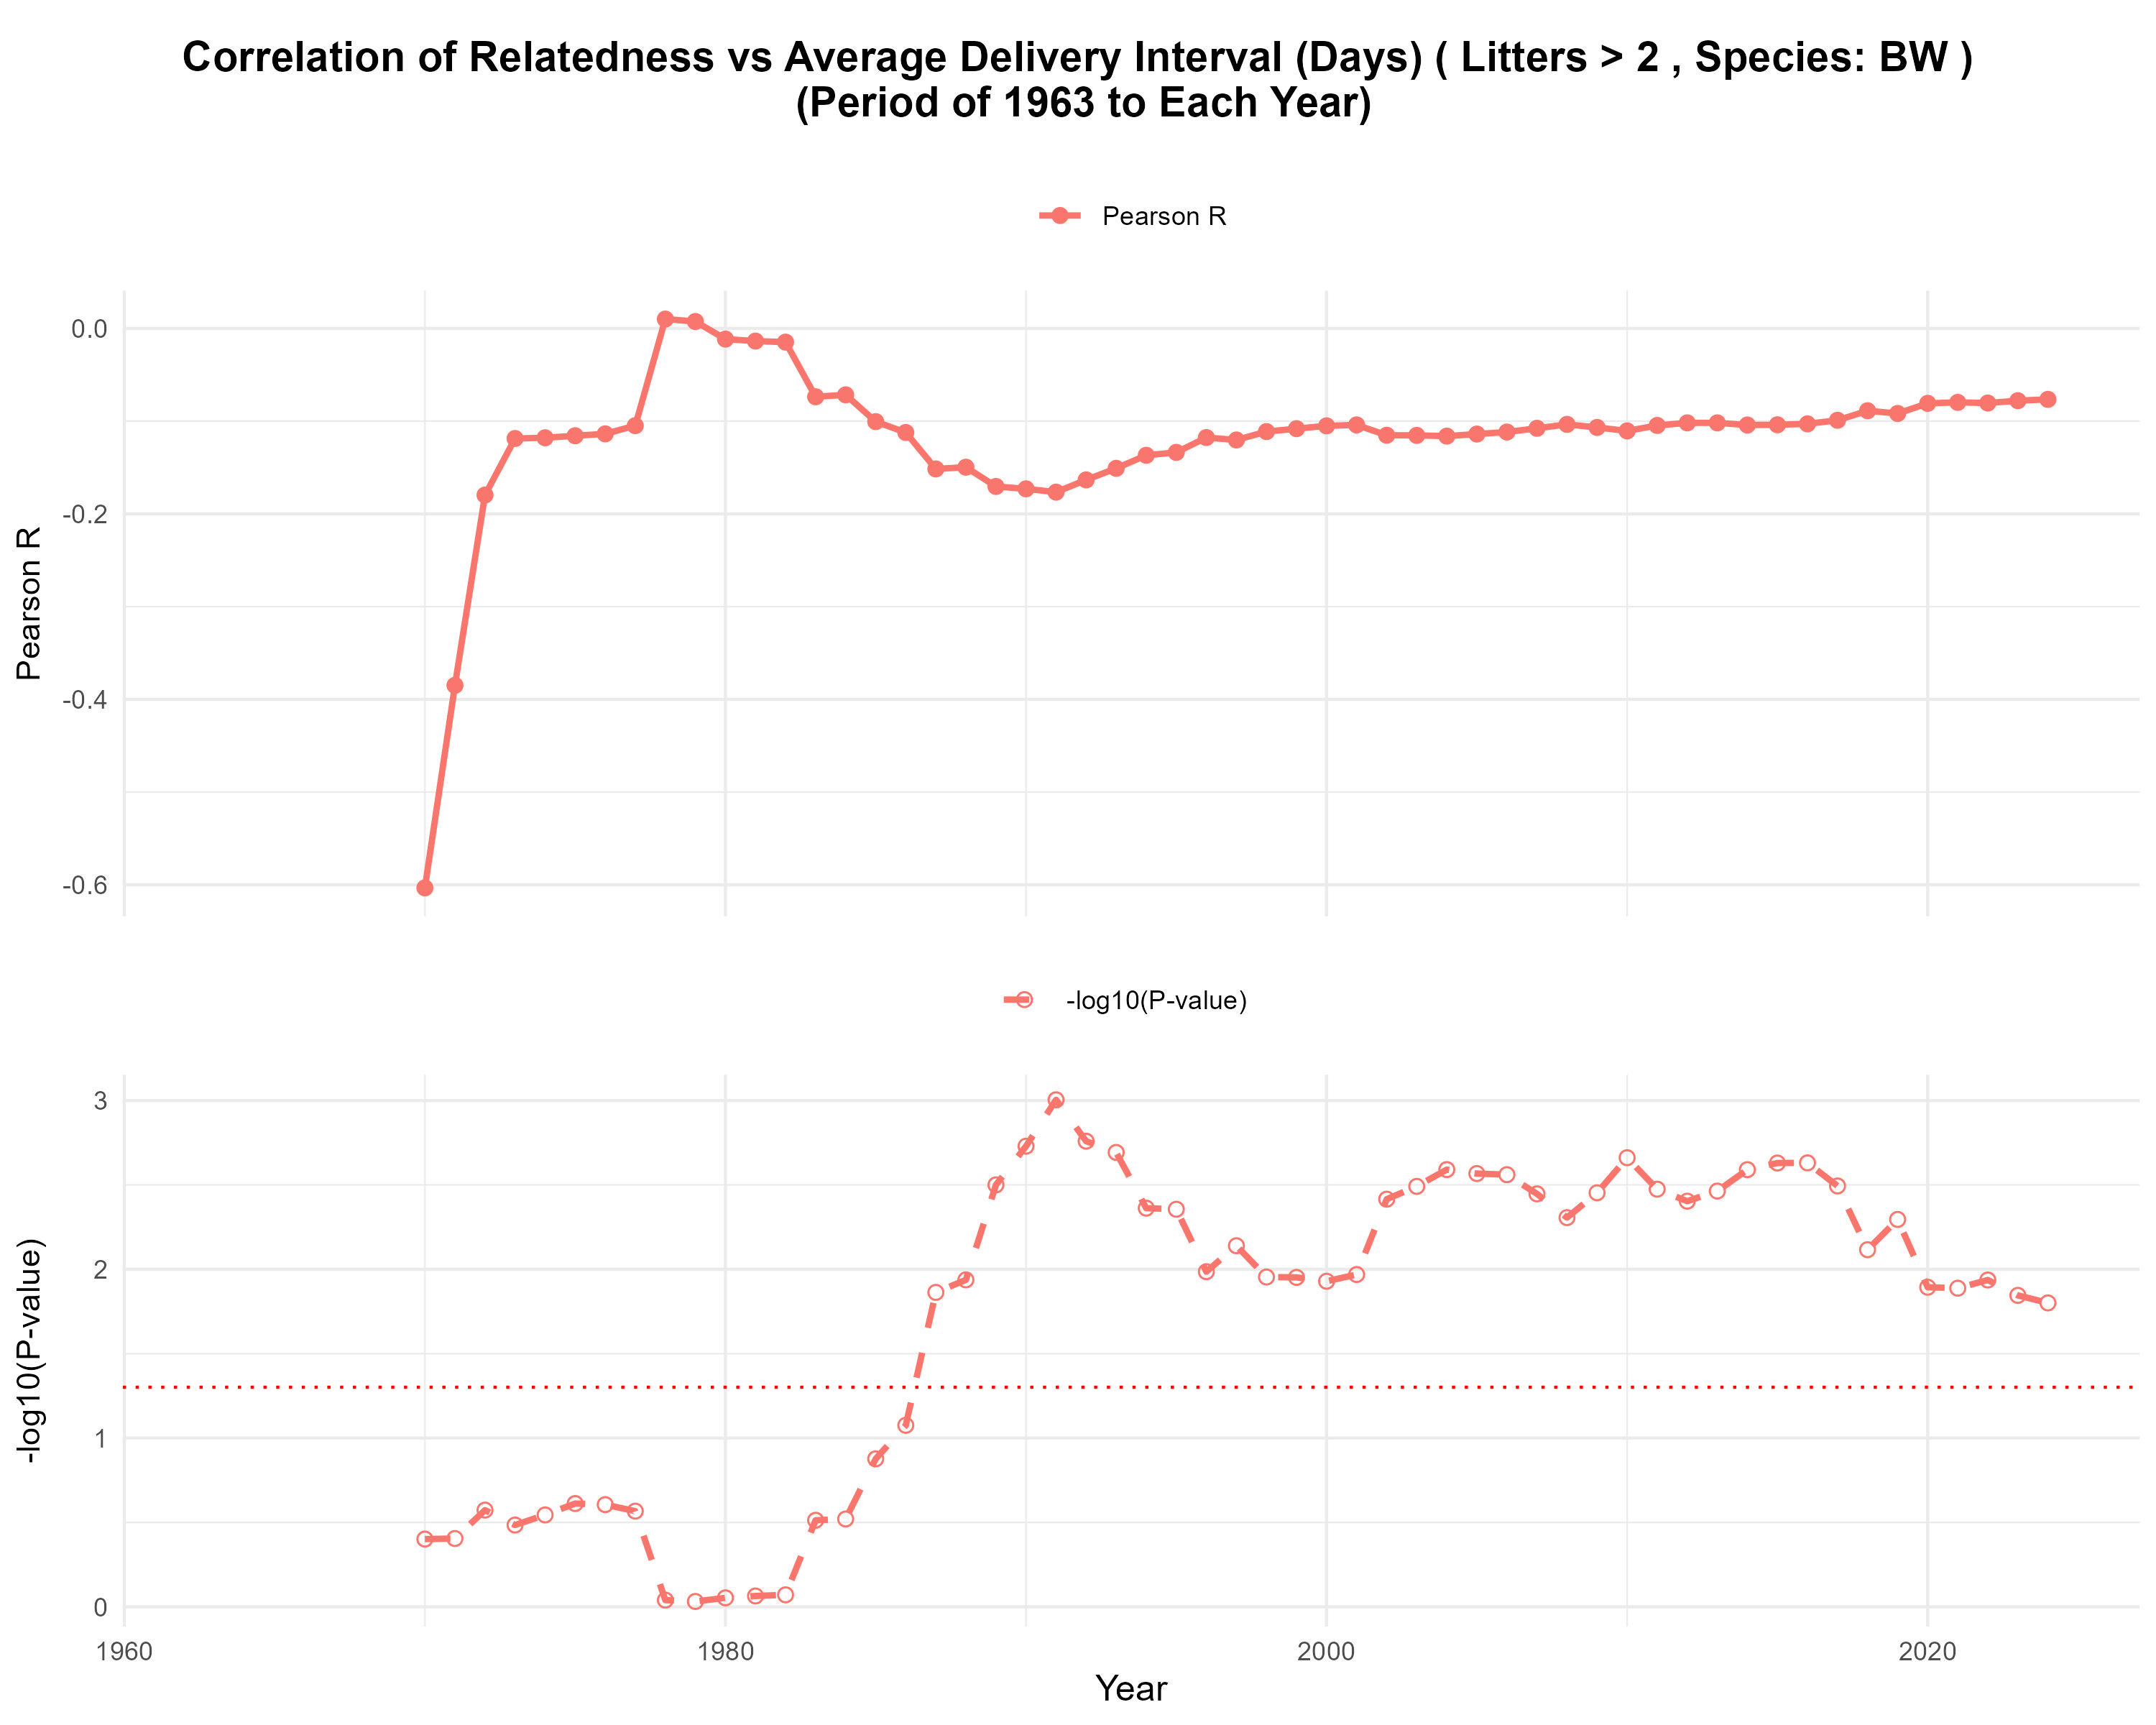 Correlation of Relatedness vs Average Delivery Interval (Days) ( Litters > 2 , Species: BW )
(Period of 1963 to Each Year)
Pearson R
0.0
-0.2
-0.4
-0.6
Pearson R
-log10(P-value)
3
2
1
0
-log10(P-value)
1960
1980
2000
2020
Year